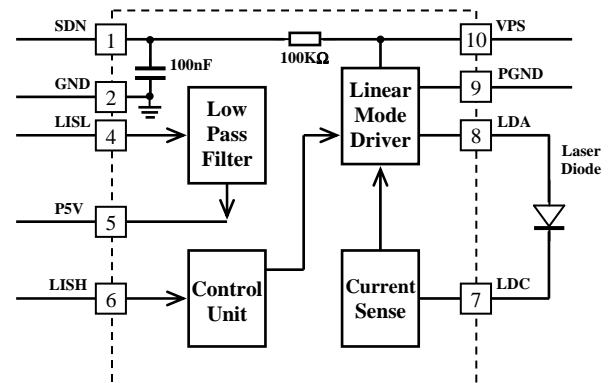 SDN
1
100nF
100KΩ
10
VPS
GND
2
9
PGND
LISL
4
Low
Pass
Filter
Linear
Mode
Driver
8
LDA
Laser
Diode
P5V
5
LISH
6
Control
Unit
Current
Sense
7
LDC